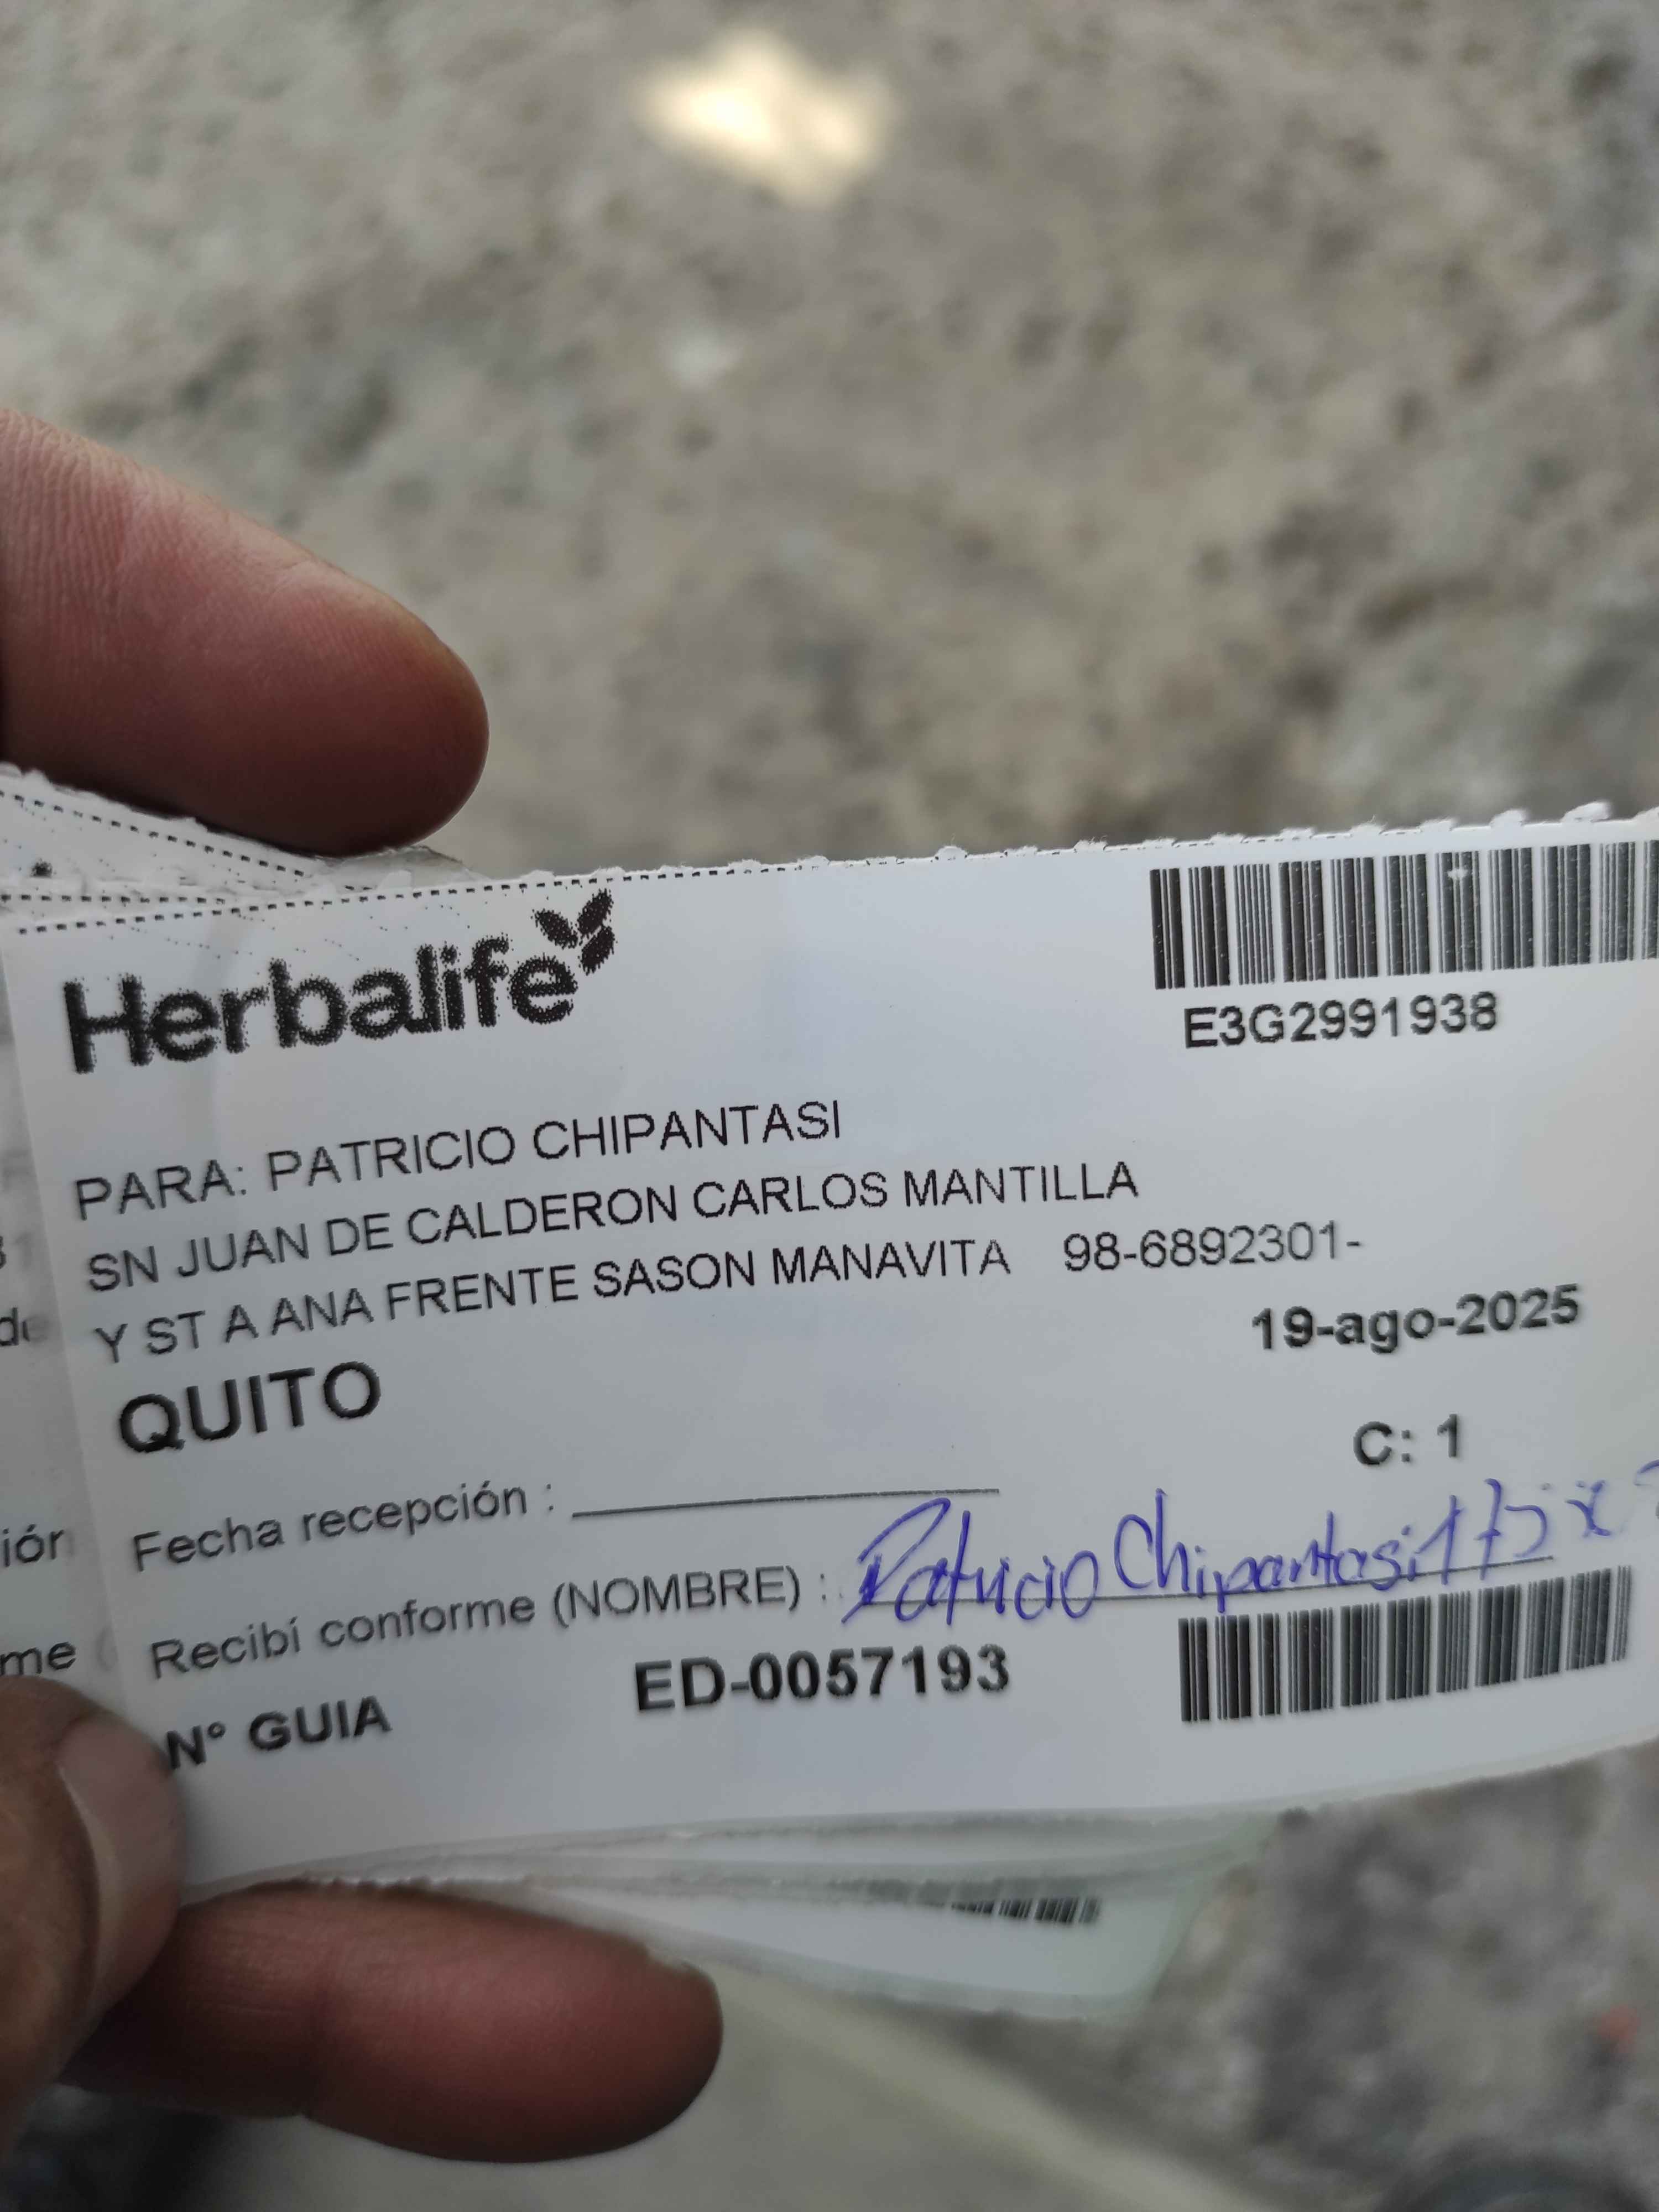 Herbalife
E3G2991938
PARA: PATRICIO CHIPANTASI
SN JUAN DE CALDERON CARLOS MANTILLA
Y ST A ANA FRENTE SASON MANAVITA 98-6892301-
19-ago-2025
QUITO
C: 1
Fecha recepción :
Recibí conforme (NOMBRE) : Patricio Chipantasi
N° GUIA ED-0057193